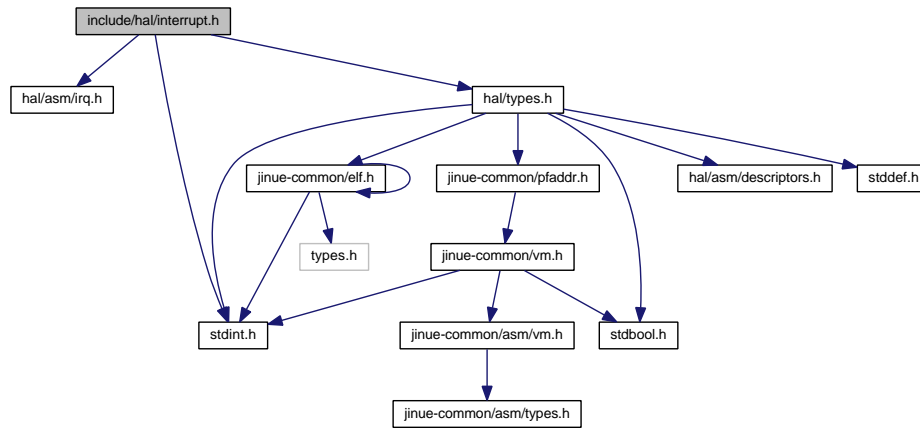 include/hal/interrupt.h
hal/asm/irq.h
hal/types.h
jinue-common/elf.h
jinue-common/pfaddr.h
hal/asm/descriptors.h
stddef.h
types.h
jinue-common/vm.h
stdint.h
jinue-common/asm/vm.h
stdbool.h
jinue-common/asm/types.h